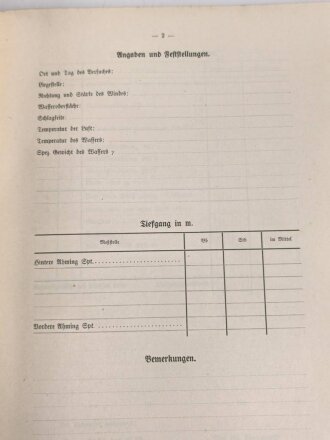 — 2 —
Angaben und Feststellungen.
Ort und Tag des Versuches:
Liegestelle:
Richtung und Stärke des Windes:
Wasseroberfläche:
Schlagseite:
Temperatur der Luft:
Temperatur des Wassers:
Spez. Gewicht des Wassers γ
Tiefgang in m.
Meßstelle Bb Stb im Mittel
Hintere Ahming Spt.
Vordere Ahming Spt.
Bemerkungen.